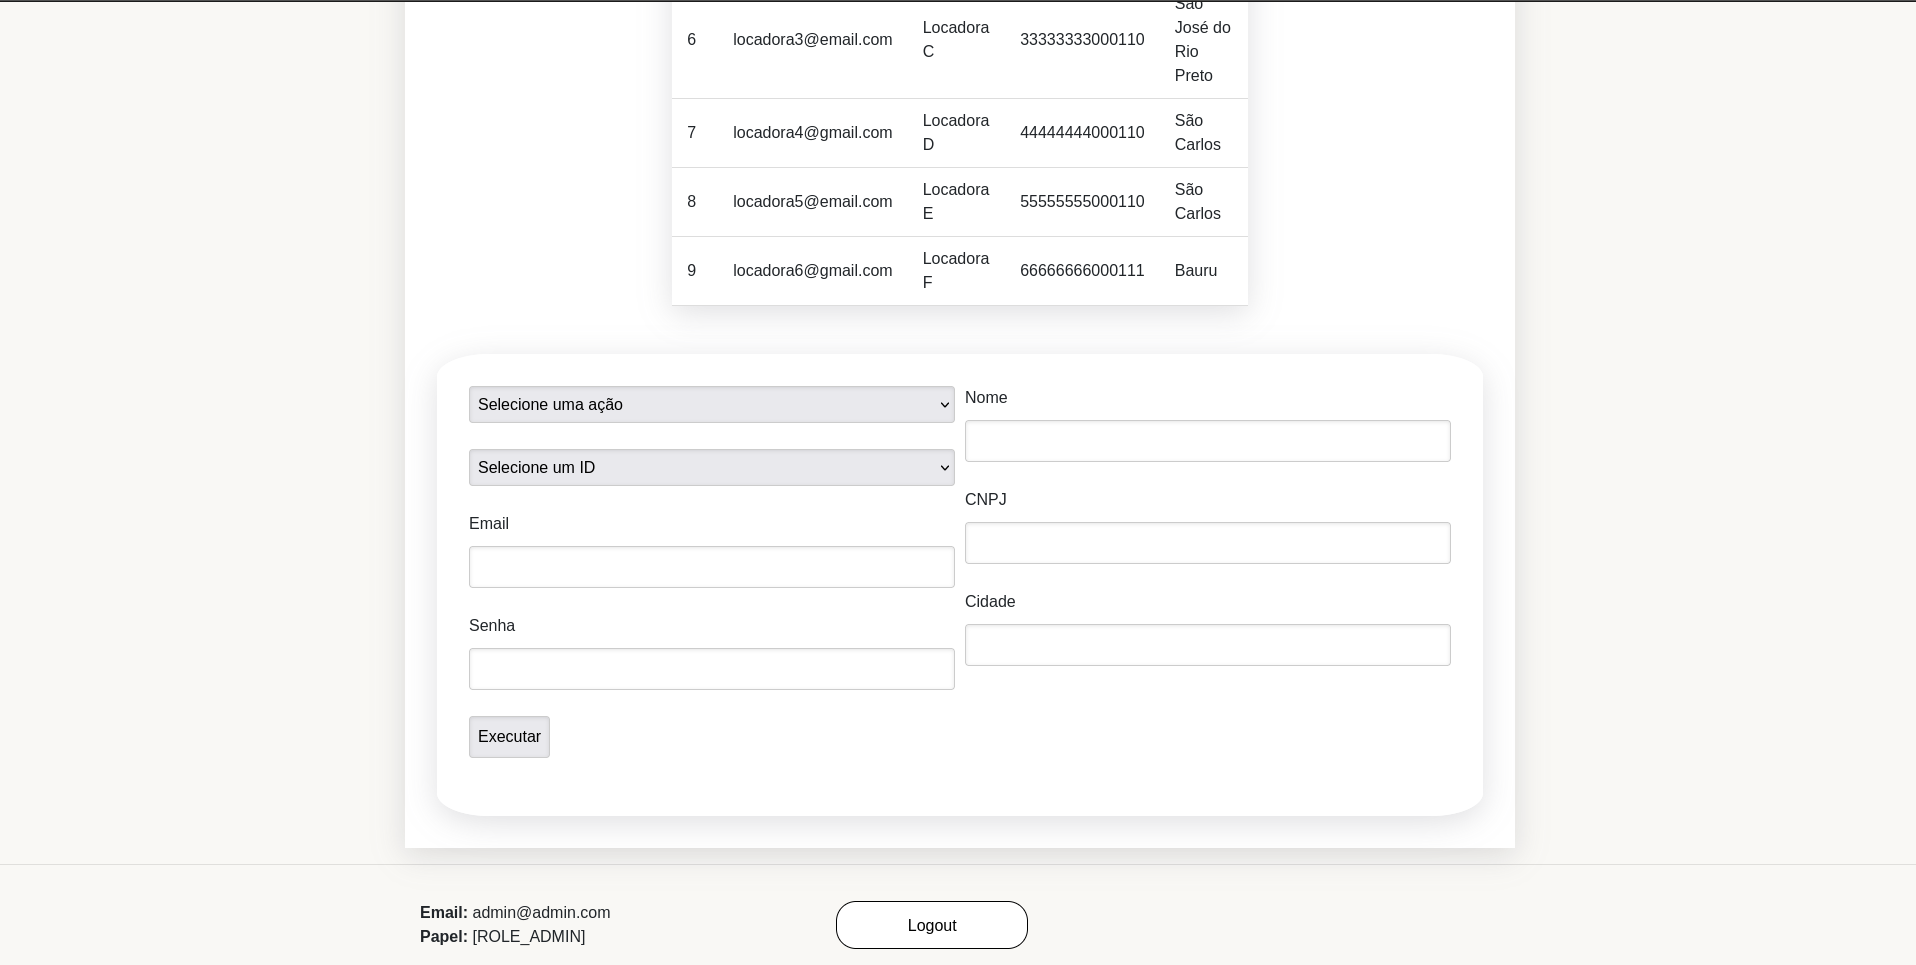 São
José do
Rio
Preto
6 locadora3@email.com Locadora C 33333333000110
7 locadora4@gmail.com Locadora D 44444444000110 São Carlos
8 locadora5@email.com Locadora E 55555555000110 São Carlos
9 locadora6@gmail.com Locadora F 66666666000111 Bauru
Selecione uma ação
Selecione um ID
Email
Senha
Executar
Nome
CNPJ
Cidade
Email: admin@admin.com
Papel: [ROLE_ADMIN]
Logout